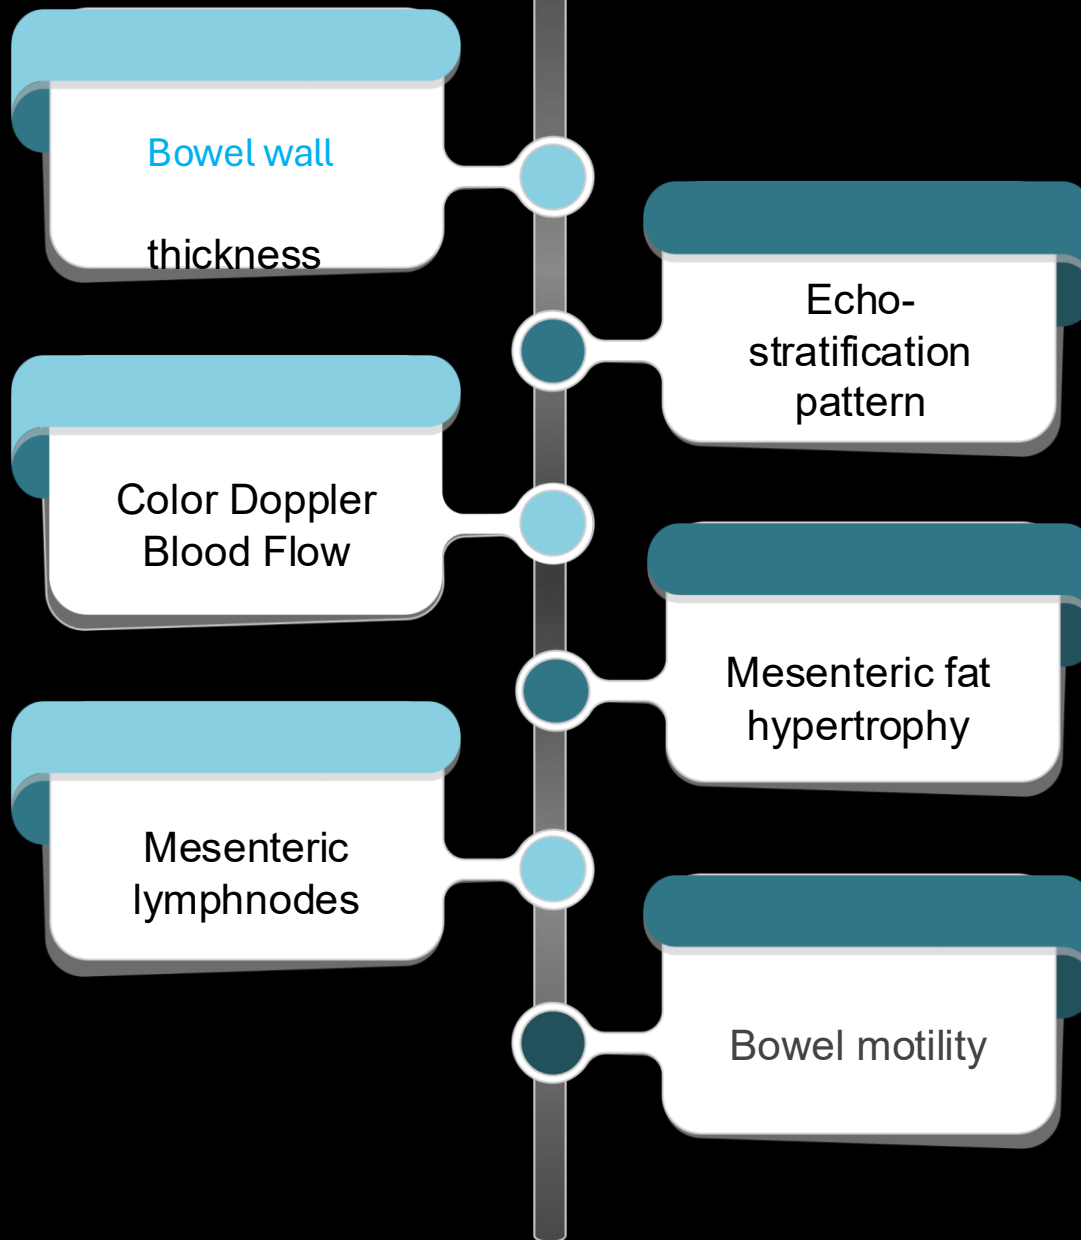 Bowel wall
thickness
Echo-
stratification
pattern
Color Doppler
Blood Flow
Mesenteric fat
hypertrophy
Mesenteric
lymphnodes
Bowel motility